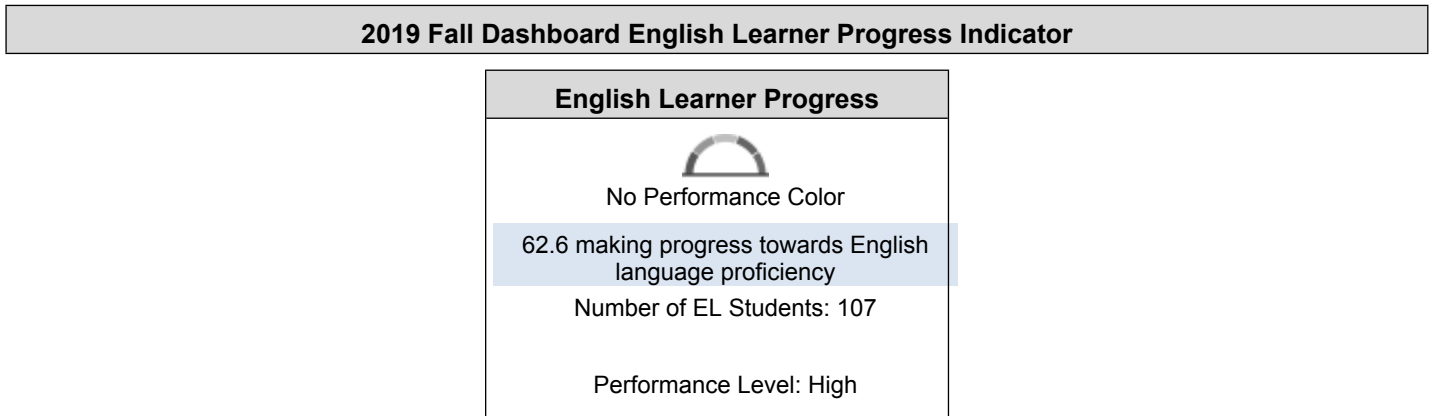 2019 Fall Dashboard English Learner Progress Indicator
English Learner Progress
No Performance Color
62.6 making progress towards English
language proficiency
Number of EL Students: 107
Performance Level: High